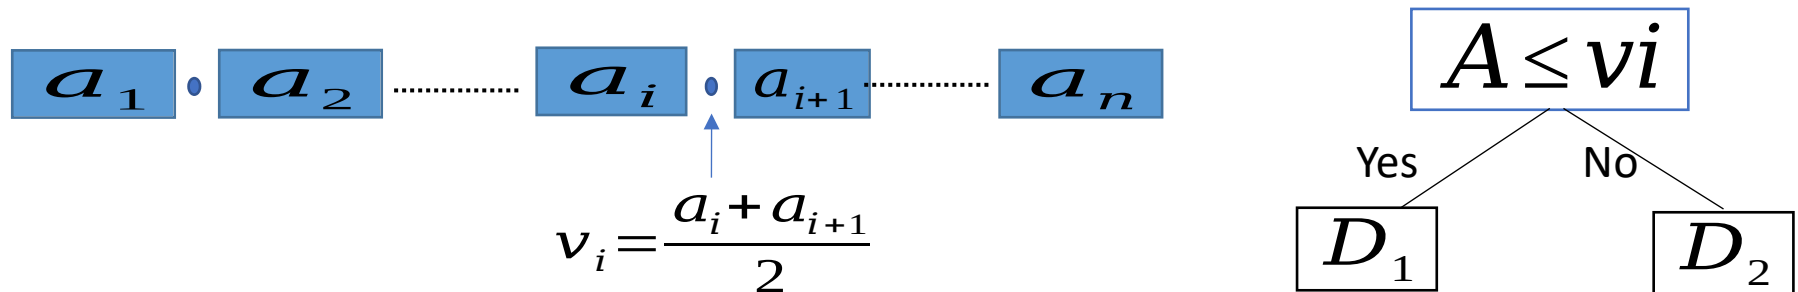 a₁ • a₂ ........ aᵢ • aᵢ₊₁ ........ aₙ
vᵢ = (aᵢ + aᵢ₊₁) / 2
A ≤ vi
Yes No
D₁ D₂